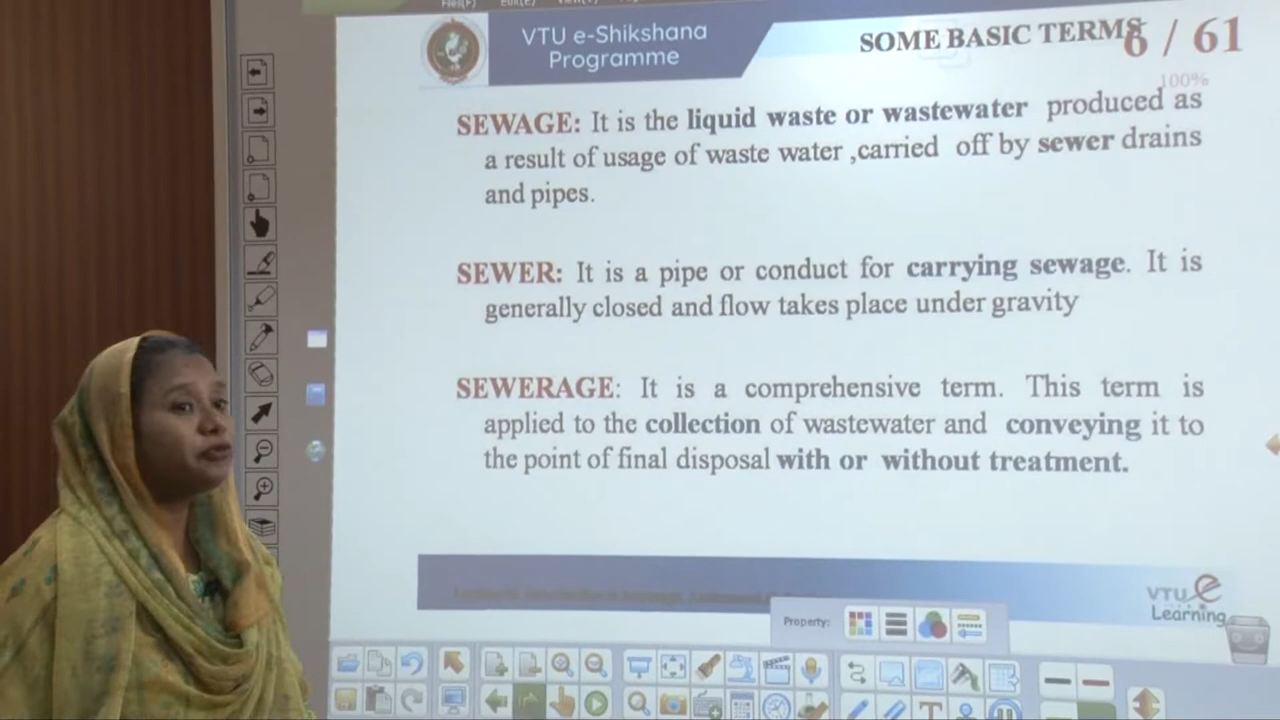 VTU e-Shikshana
Programme
SOME BASIC TERMS
6 / 61
100%
SEWAGE: It is the liquid waste or wastewater produced as
a result of usage of waste water ,carried off by sewer drains
and pipes.
SEWER: It is a pipe or conduct for carrying sewage. It is
generally closed and flow takes place under gravity
SEWERAGE: It is a comprehensive term. This term is
applied to the collection of wastewater and conveying it to
the point of final disposal with or without treatment.
VTU e
Learning
Property: